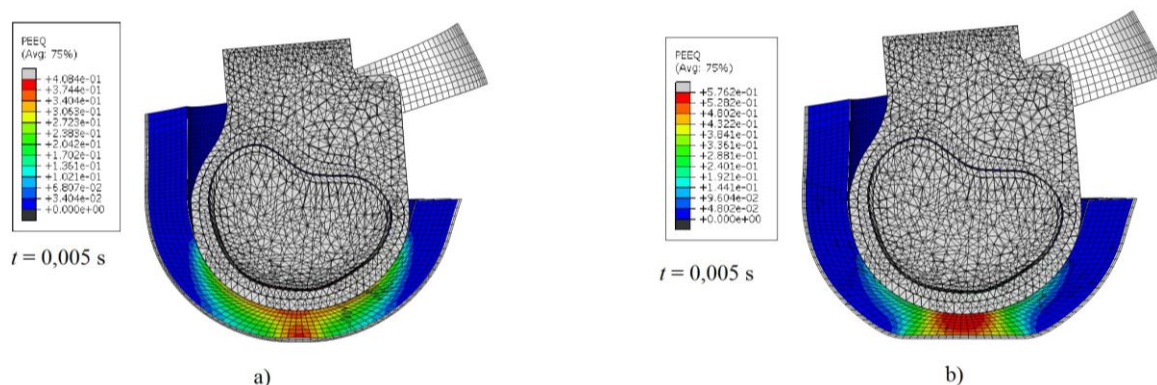 PEEQ
(Avg: 75%)
+4.084e-01
+3.744e-01
+3.404e-01
+3.063e-01
+2.723e-01
+2.383e-01
+2.042e-01
+1.702e-01
+1.361e-01
+1.021e-01
+6.807e-02
+3.404e-02
+0.000e+00
t = 0,005 s
a)
PEEQ
(Avg: 75%)
+5.762e-01
+5.282e-01
+4.802e-01
+4.322e-01
+3.841e-01
+3.361e-01
+2.881e-01
+2.401e-01
+1.921e-01
+1.441e-01
+9.604e-02
+4.802e-02
+0.000e+00
t = 0,005 s
b)